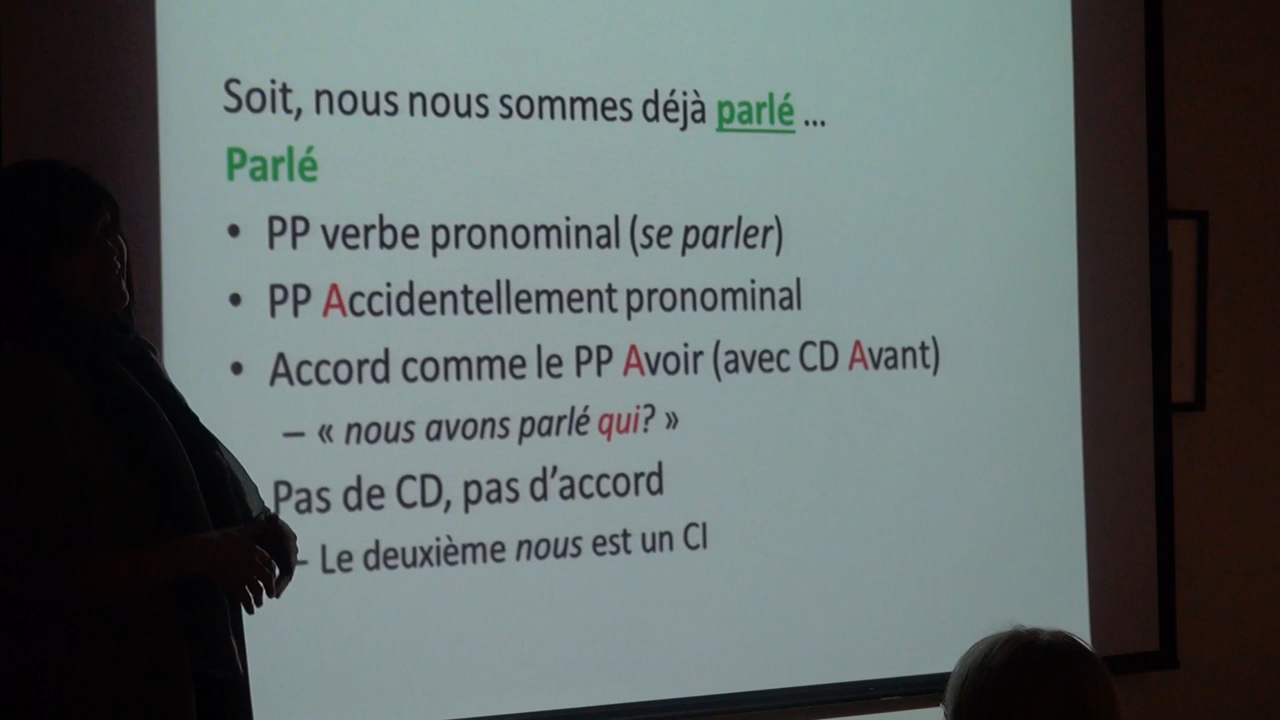 Soit, nous nous sommes déjà parlé ...
Parlé
• PP verbe pronominal (se parler)
• PP Accidentellement pronominal
• Accord comme le PP Avoir (avec CD Avant)
– « nous avons parlé qui? »
Pas de CD, pas d'accord
– Le deuxième nous est un CI